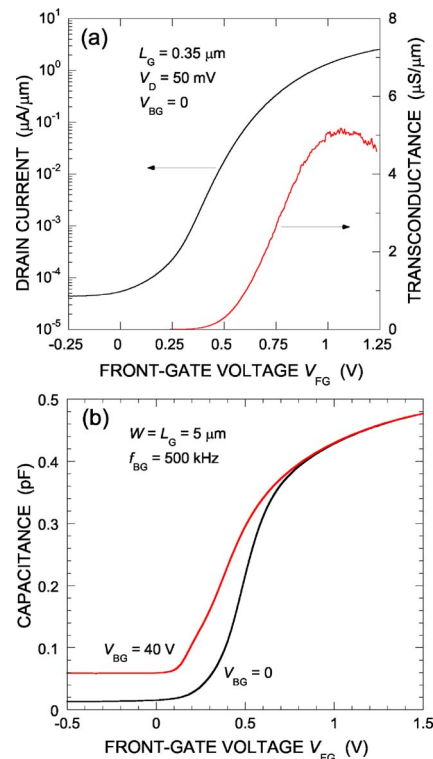 (a)
L_G = 0.35 µm
V_D = 50 mV
V_BG = 0
DRAIN CURRENT (µA/µm)
10^1
10^0
10^-1
10^-2
10^-3
10^-4
10^-5
TRANSCONDUCTANCE (µS/µm)
8
6
4
2
0
-0.25 0 0.25 0.5 0.75 1 1.25
FRONT-GATE VOLTAGE V_FG (V)
(b)
W = L_G = 5 µm
f_BG = 500 kHz
CAPACITANCE (pF)
0.5
0.4
0.3
0.2
0.1
0
V_BG = 40 V
V_BG = 0
-0.5 0 0.5 1 1.5
FRONT-GATE VOLTAGE V_FG (V)